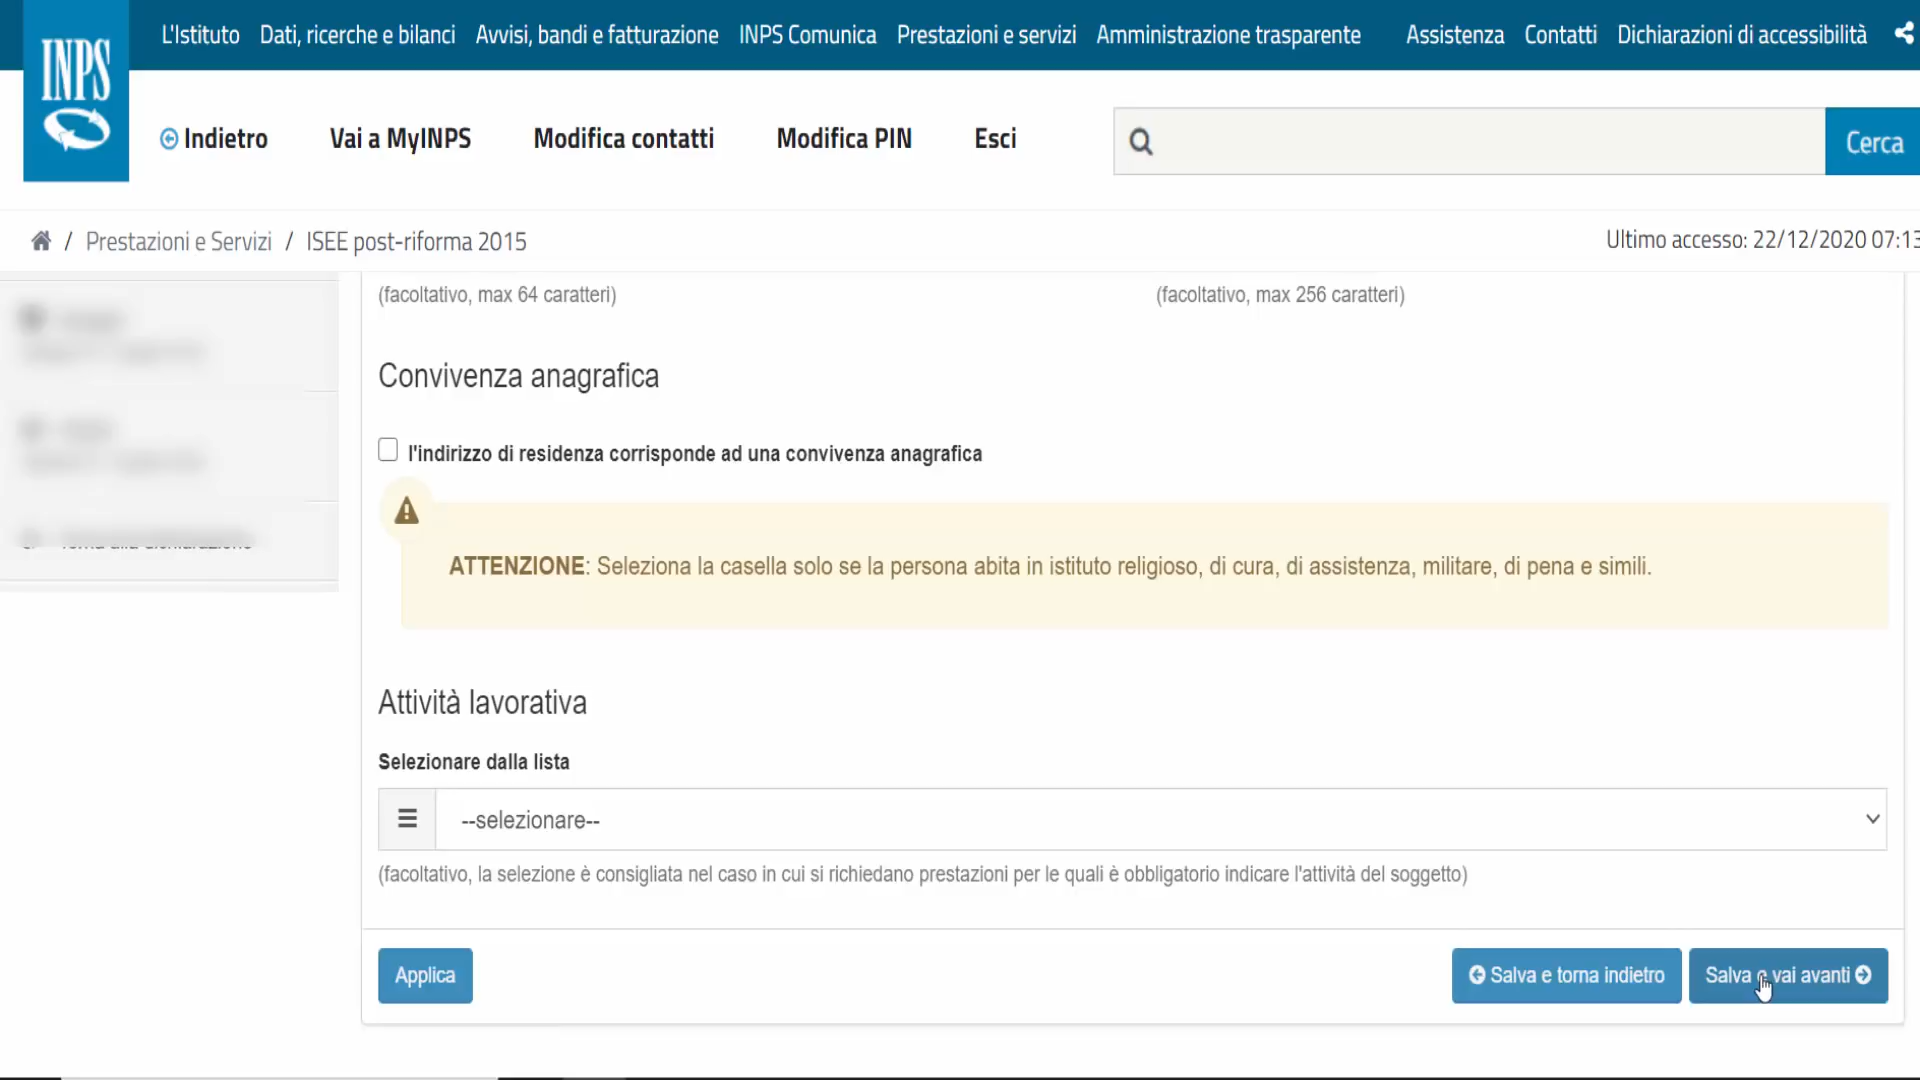 INPS
L'Istituto Dati, ricerche e bilanci Avvisi, bandi e fatturazione INPS Comunica Prestazioni e servizi Amministrazione trasparente Assistenza Contatti Dichiarazioni di accessibilità
Indietro Vai a MyINPS Modifica contatti Modifica PIN Esci Cerca
/ Prestazioni e Servizi / ISEE post-riforma 2015 Ultimo accesso: 22/12/2020 07:13
(facoltativo, max 64 caratteri) (facoltativo, max 256 caratteri)
Convivenza anagrafica
l'indirizzo di residenza corrisponde ad una convivenza anagrafica
ATTENZIONE: Seleziona la casella solo se la persona abita in istituto religioso, di cura, di assistenza, militare, di pena e simili.
Attività lavorativa
Selezionare dalla lista
--selezionare--
(facoltativo, la selezione è consigliata nel caso in cui si richiedano prestazioni per le quali è obbligatorio indicare l'attività del soggetto)
Applica Salva e torna indietro Salva e vai avanti